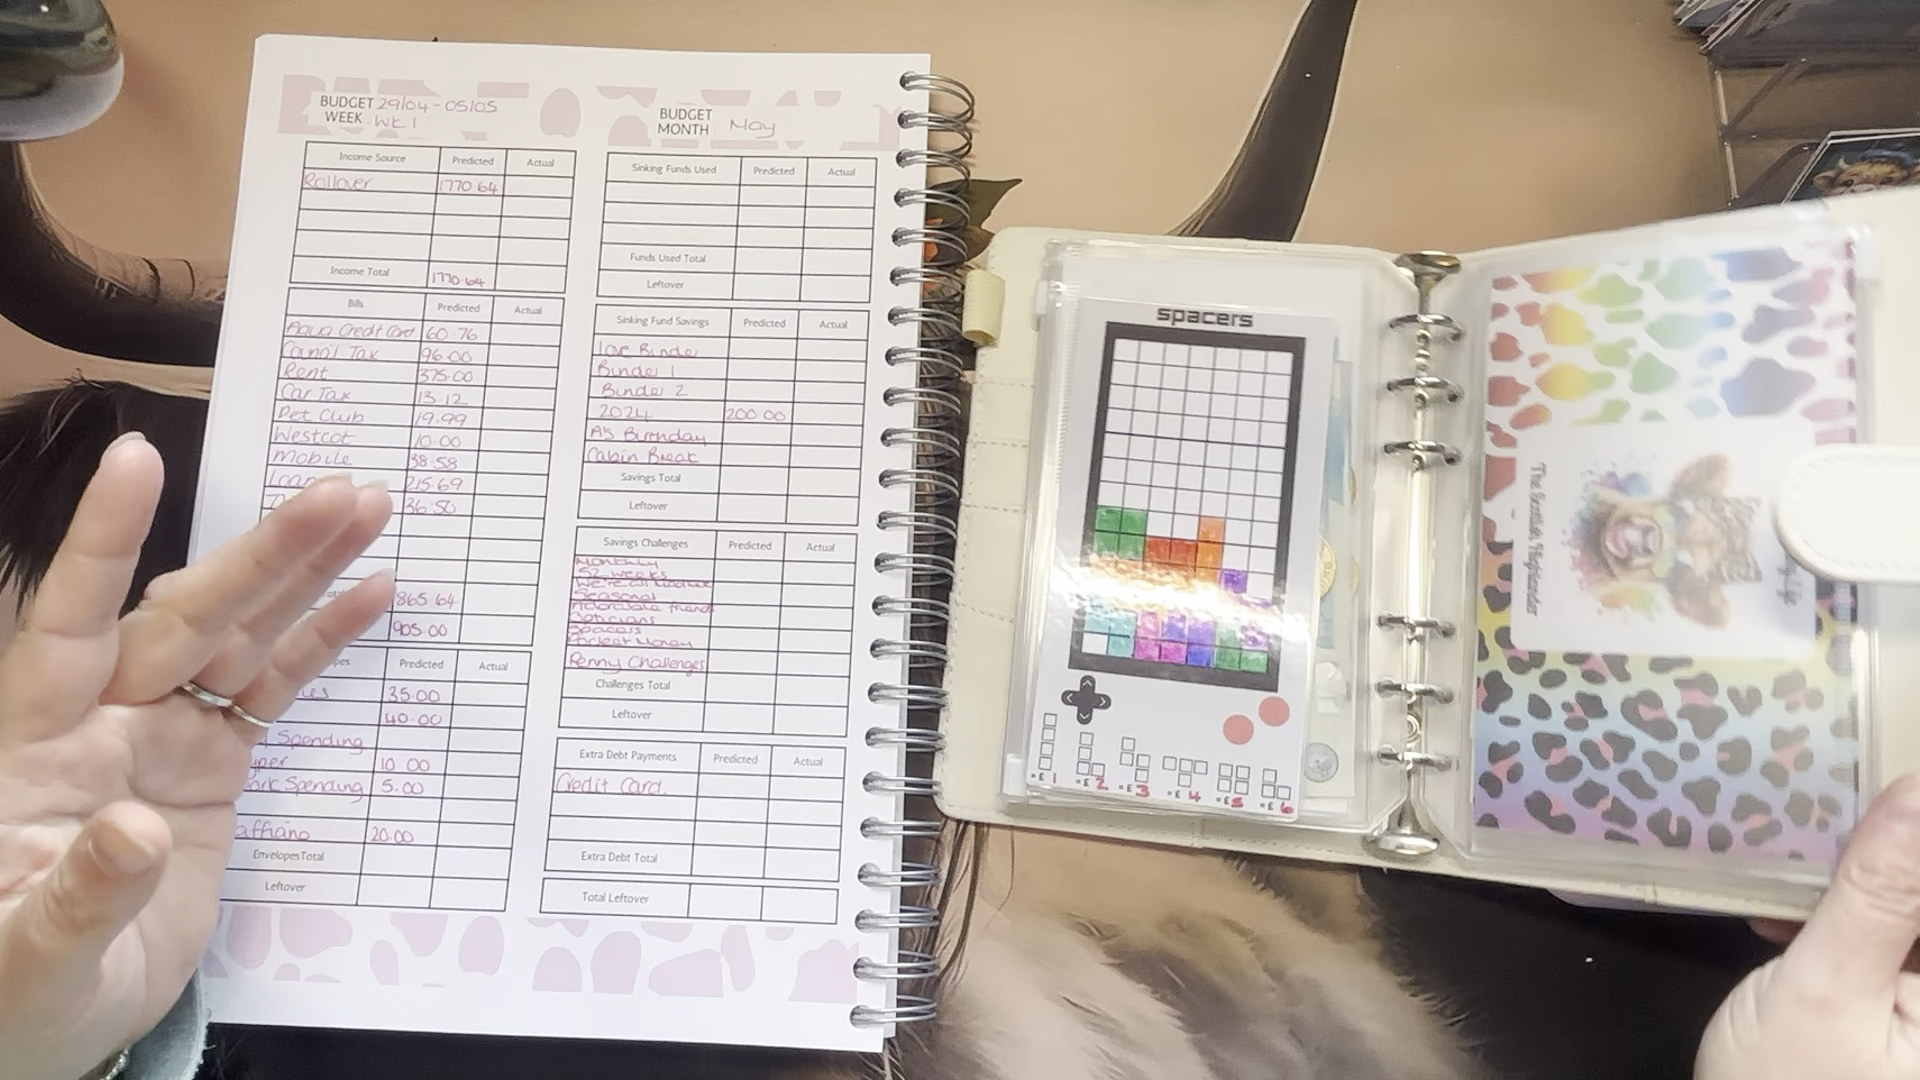 BUDGET 29/04 - 05/05
WEEK WK 1
Income Source Predicted Actual
Rollover 1770.64
Income Total 1770.64
Bills Predicted Actual
Aqua Credit Card 60.76
Council Tax 96.00
Rent 375.00
Car Tax 13.12
Pet Club 19.99
Westcot 10.00
Mobile 38.58
Loan 215.69
36.50
865.64
905.00
Predicted Actual
35.00
40.00
Spending
10.00
Spending 5.00
20.00
Envelopes Total
Leftover
BUDGET
MONTH May
Sinking Funds Used Predicted Actual
Funds Used Total
Leftover
Sinking Fund Savings Predicted Actual
Binder
Binder 1
Binder 2
2024 200.00
A's Birthday
Cabin Break
Savings Total
Leftover
Savings Challenges Predicted Actual
Monthly
52 Weeks
Seasonal
Adorable Friends
Opticians
Spacers
Pocket Money
Penny Challenges
Challenges Total
Leftover
Extra Debt Payments Predicted Actual
Credit Card
Extra Debt Total
Total Leftover
spacers
=£ 1 =£ 2 =£ 3 =£ 4 =£ 5 =£ 6